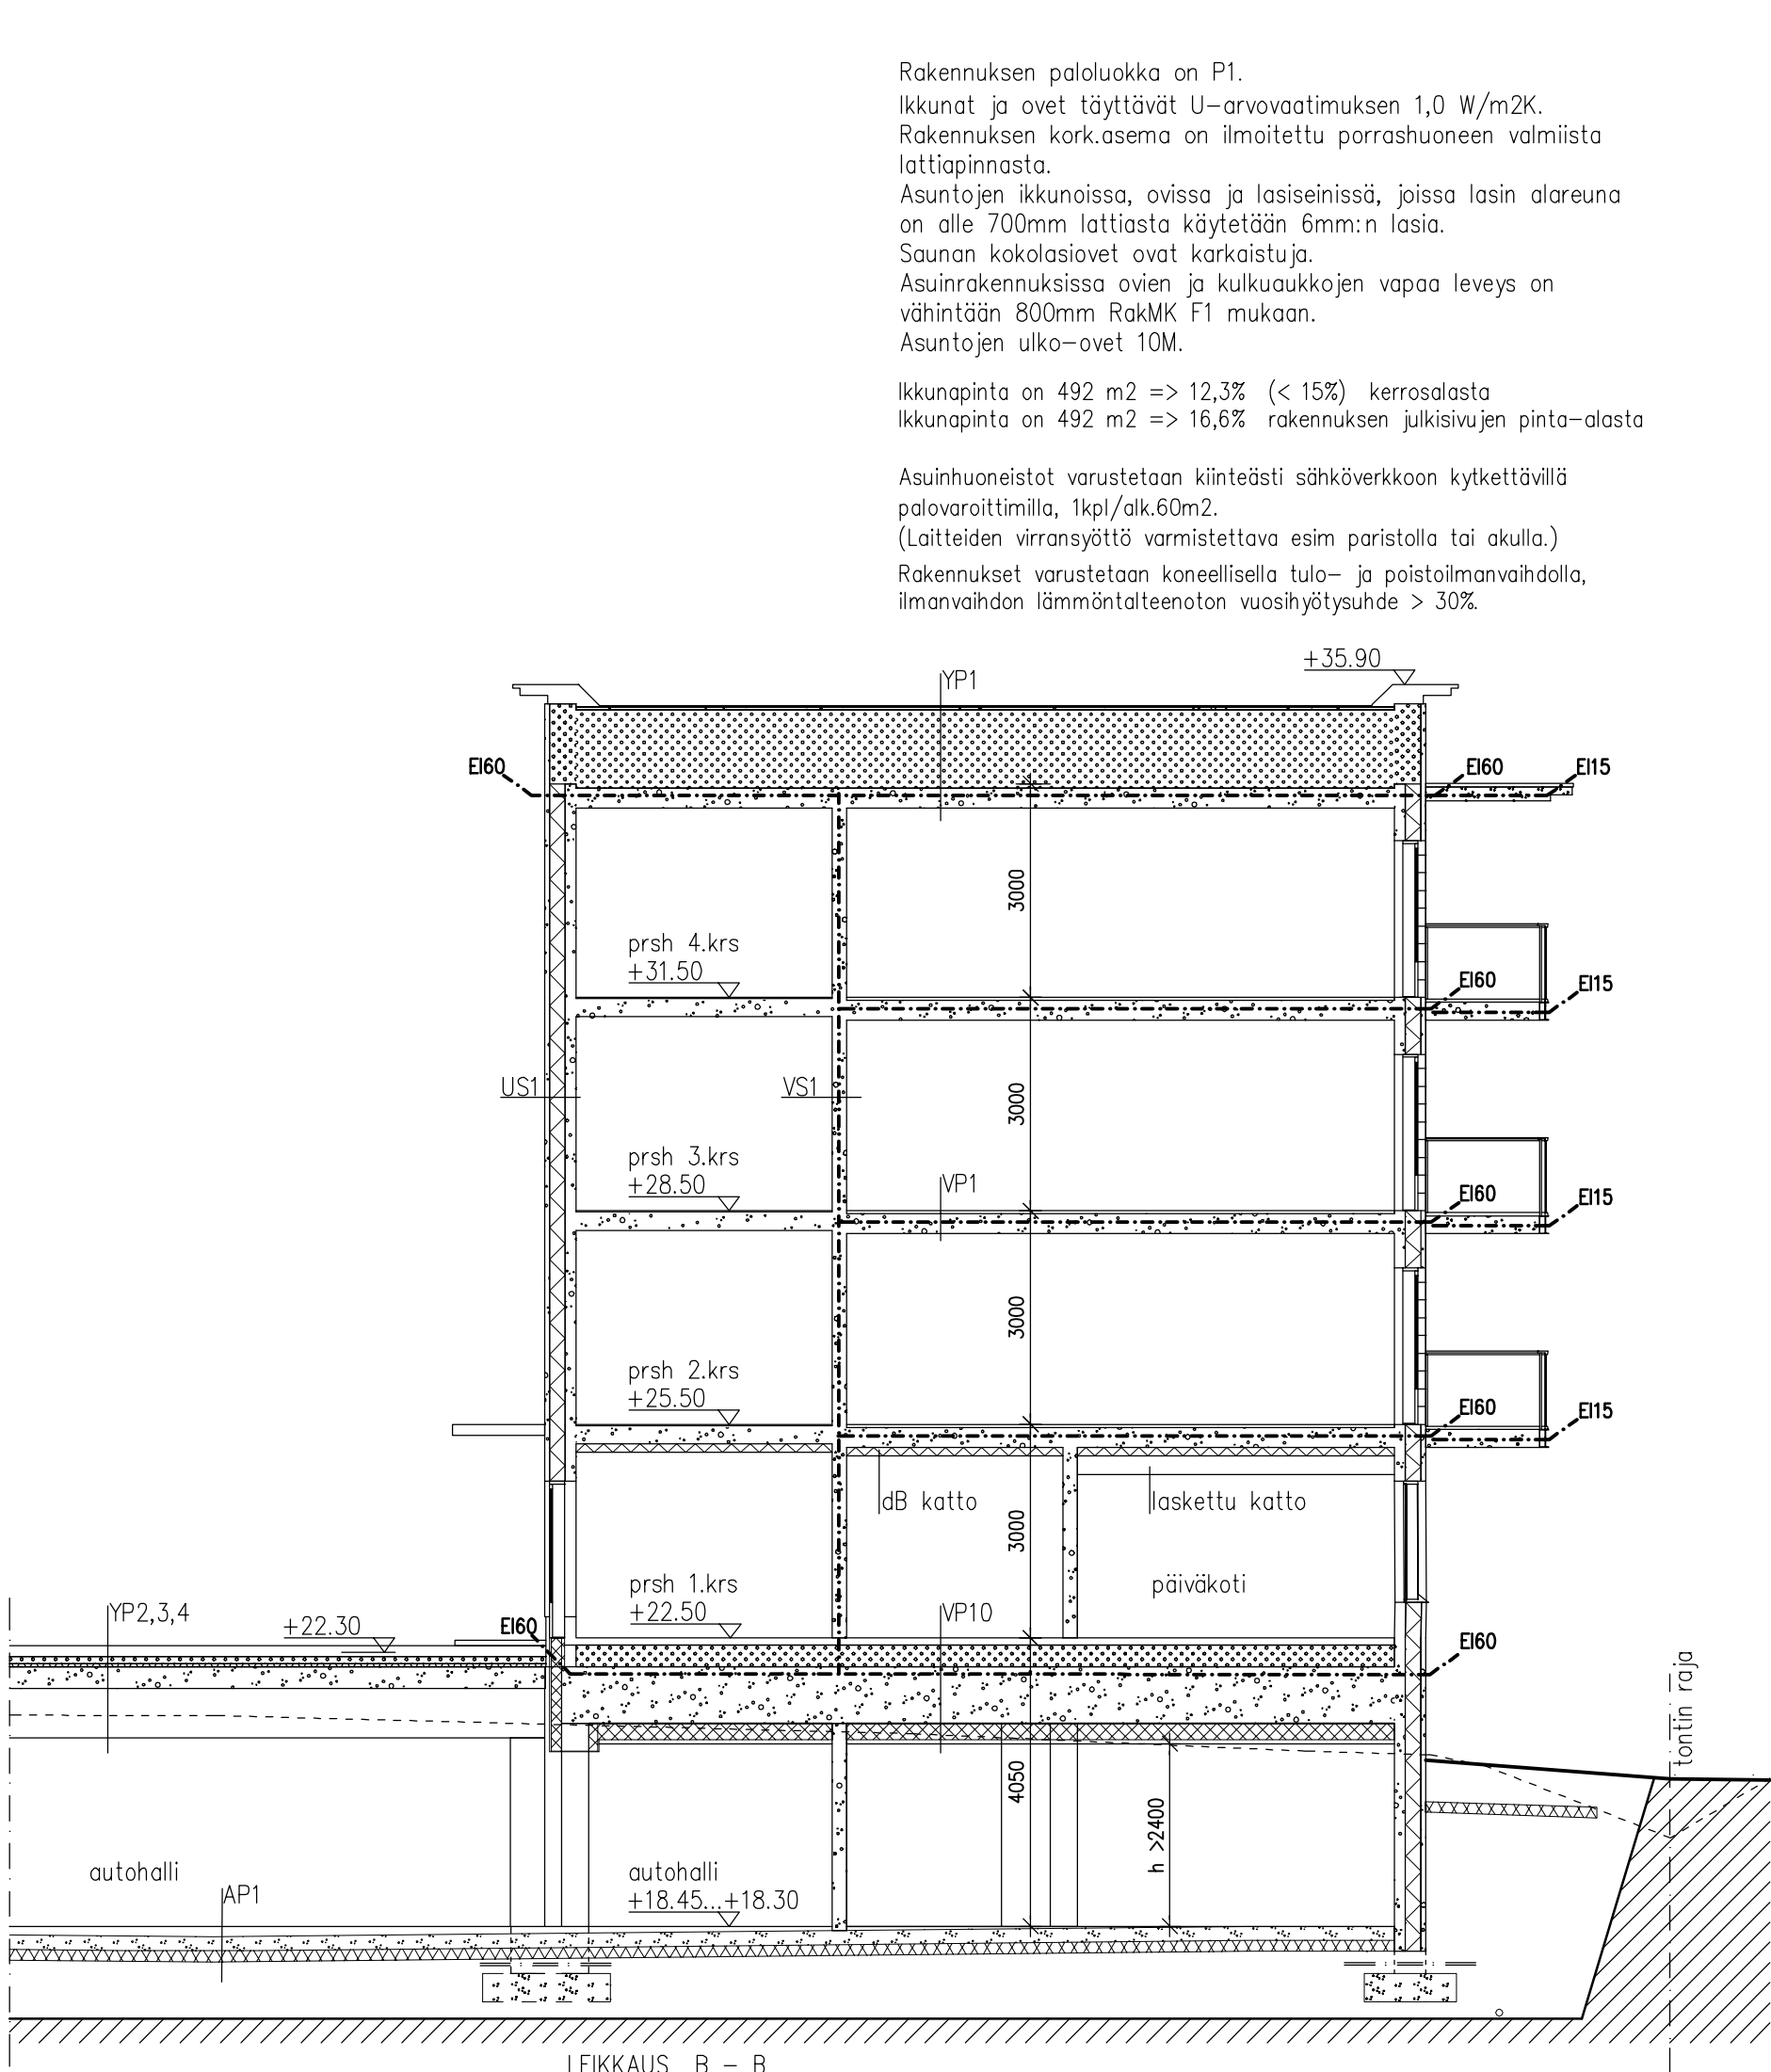 Rakennuksen paloluokka on P1.
Ikkunat ja ovet täyttävät U-arvovaatimuksen 1,0 W/m2K.
Rakennuksen kork.asema on ilmoitettu porrashuoneen valmiista
lattiapinnasta.
Asuntojen ikkunoissa, ovissa ja lasiseinissä, joissa lasin alareuna
on alle 700mm lattiasta käytetään 6mm:n lasia.
Saunan kokolasiovet ovat karkaistuja.
Asuinrakennuksissa ovien ja kulkuaukkojen vapaa leveys on
vähintään 800mm RakMK F1 mukaan.
Asuntojen ulko-ovet 10M.
Ikkunapinta on 492 m2 => 12,3% (< 15%) kerrosalasta
Ikkunapinta on 492 m2 => 16,6% rakennuksen julkisivujen pinta-alasta
Asuinhuoneistot varustetaan kiinteästi sähköverkkoon kytkettävillä
palovaroittimilla, 1kpl/alk.60m2.
(Laitteiden virransyöttö varmistettava esim paristolla tai akulla.)
Rakennukset varustetaan koneellisella tulo- ja poistoilmanvaihdolla,
ilmanvaihdon lämmöntalteenoton vuosihyötysuhde > 30%.
+35.90
YP1
EI60
EI60
EI15
3000
prsh 4.krs
+31.50
EI60
EI15
US1
VS1
3000
prsh 3.krs
+28.50
VP1
EI60
EI15
3000
prsh 2.krs
+25.50
EI60
EI15
dB katto
laskettu katto
3000
prsh 1.krs
+22.50
päiväkoti
YP2,3,4
+22.30
EI60
VP10
EI60
tontin raja
4050
h >2400
autohalli
AP1
autohalli
+18.45...+18.30
LEIKKAUS B - B